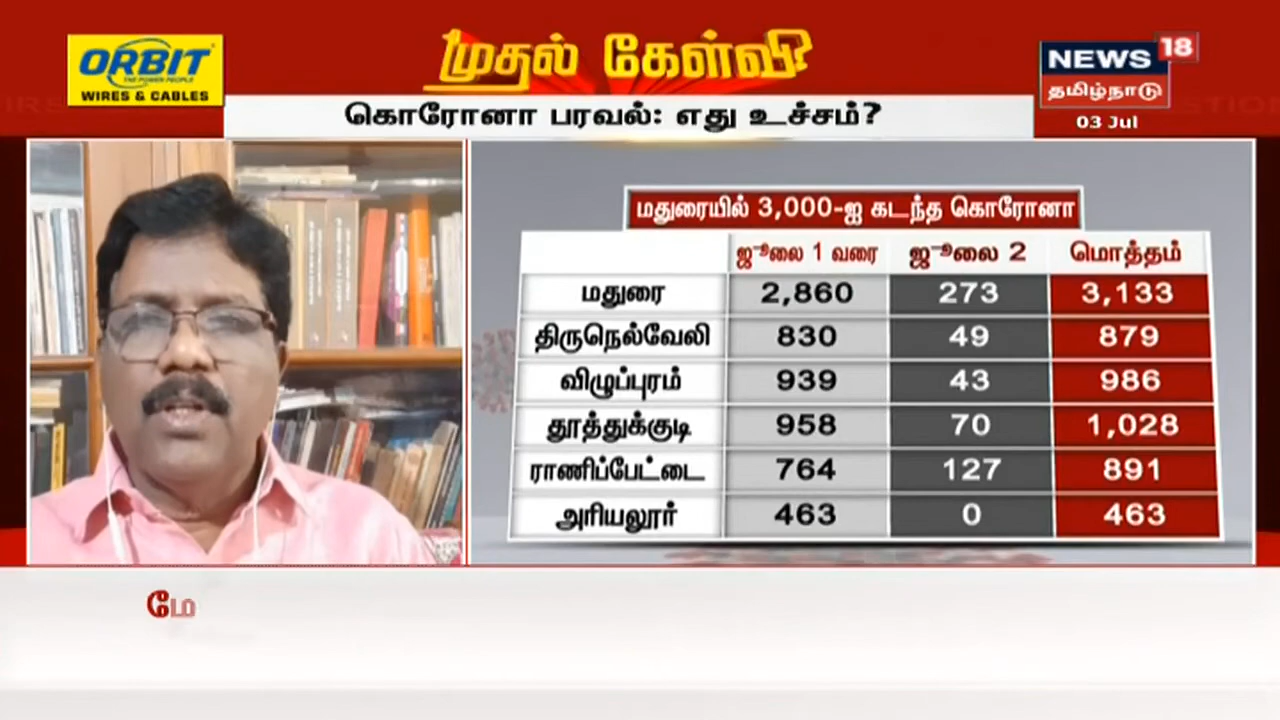 ORBIT
THE POWER PEOPLE
WIRES & CABLES
முதல் கேள்வி?
NEWS 18
தமிழ்நாடு
03 Jul
கொரோனா பரவல்: எது உச்சம்?
மதுரையில் 3,000-ஐ கடந்த கொரோனா
ஜூலை 1 வரை ஜூலை 2 மொத்தம்
மதுரை 2,860 273 3,133
திருநெல்வேலி 830 49 879
விழுப்புரம் 939 43 986
தூத்துக்குடி 958 70 1,028
ராணிப்பேட்டை 764 127 891
அரியலூர் 463 0 463
மே